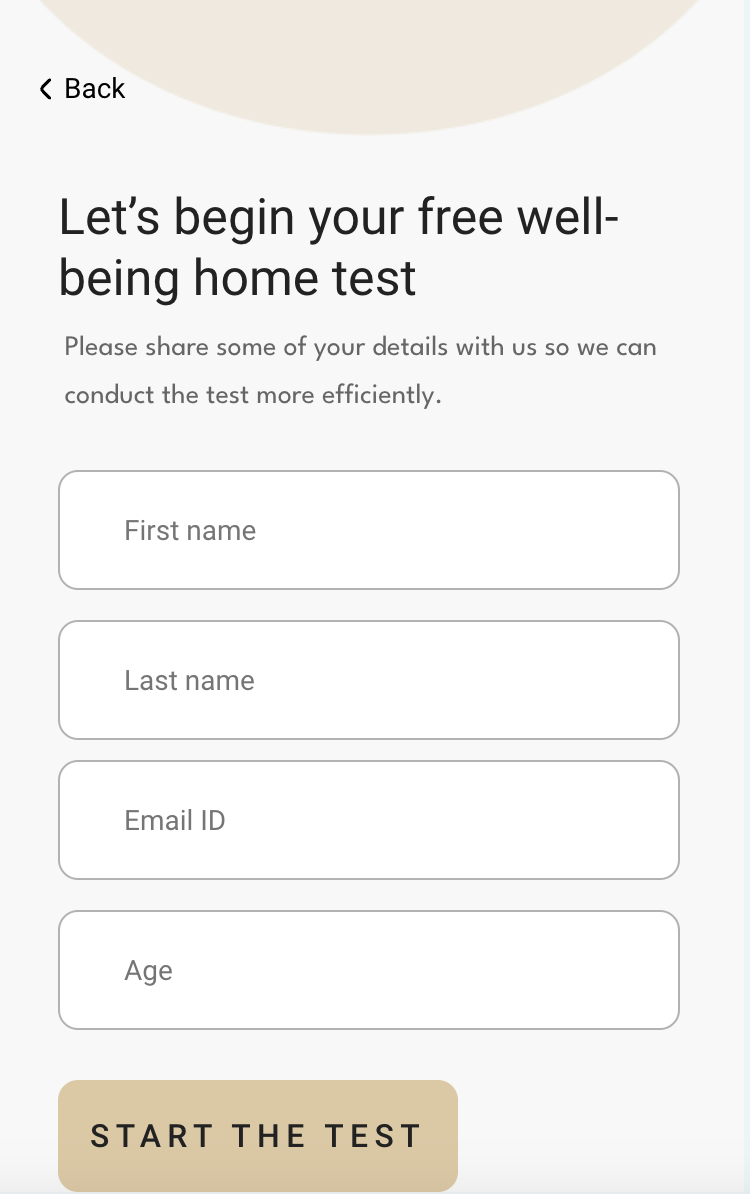 Back
Let’s begin your free well-
being home test
Please share some of your details with us so we can
conduct the test more efficiently.
First name
Last name
Email ID
Age
START THE TEST